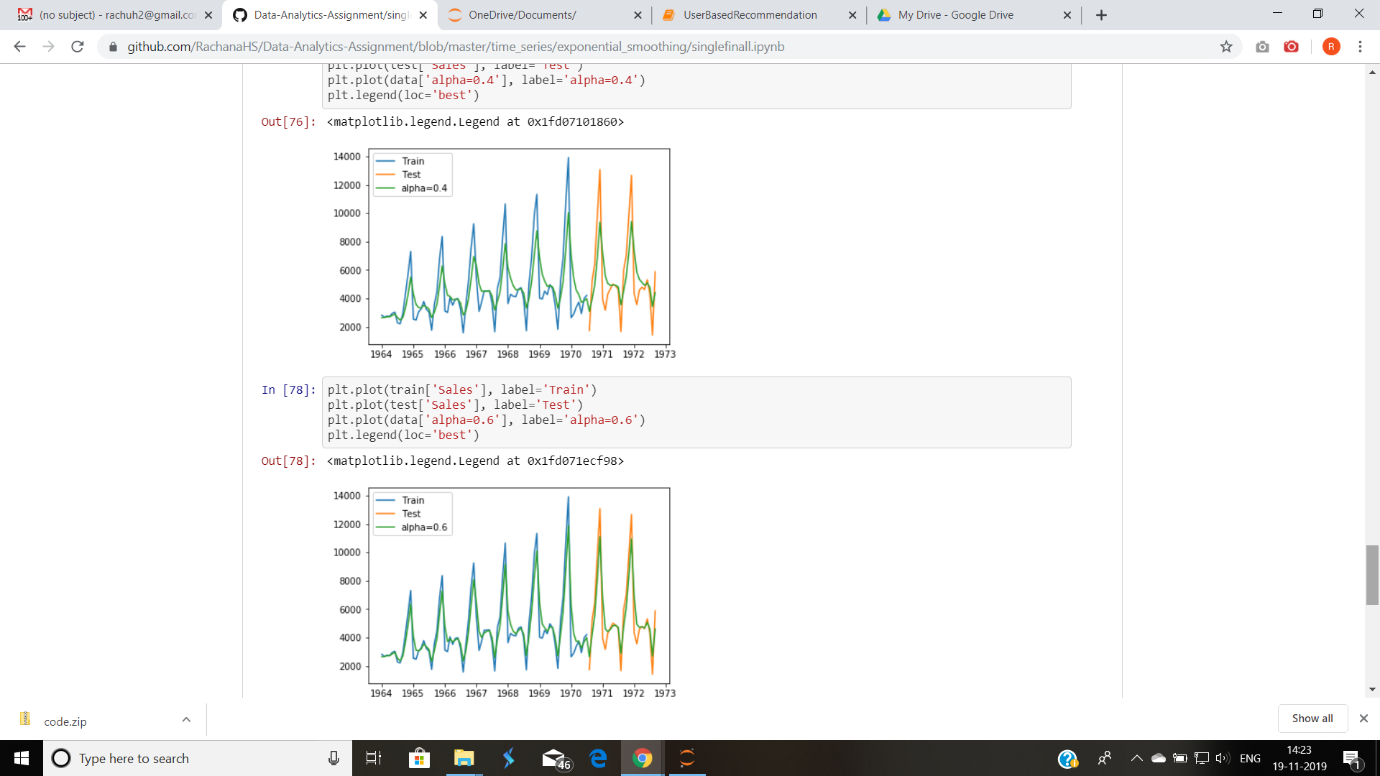 (no subject) - rachuh2@gmail.co
Data-Analytics-Assignment/singl
OneDrive/Documents/
UserBasedRecommendation
My Drive - Google Drive
github.com/RachanaHS/Data-Analytics-Assignment/blob/master/time_series/exponential_smoothing/singlefinall.ipynb
R
plt.plot(test['Sales'], label='Test')
plt.plot(data['alpha=0.4'], label='alpha=0.4')
plt.legend(loc='best')
Out[76]: <matplotlib.legend.Legend at 0x1fd07101860>
Train
Test
alpha=0.4
14000
12000
10000
8000
6000
4000
2000
1964 1965 1966 1967 1968 1969 1970 1971 1972 1973
In [78]: plt.plot(train['Sales'], label='Train')
plt.plot(test['Sales'], label='Test')
plt.plot(data['alpha=0.6'], label='alpha=0.6')
plt.legend(loc='best')
Out[78]: <matplotlib.legend.Legend at 0x1fd071ecf98>
Train
Test
alpha=0.6
14000
12000
10000
8000
6000
4000
2000
1964 1965 1966 1967 1968 1969 1970 1971 1972 1973
code.zip
Show all
Type here to search
46
ENG
14:23
19-11-2019
1